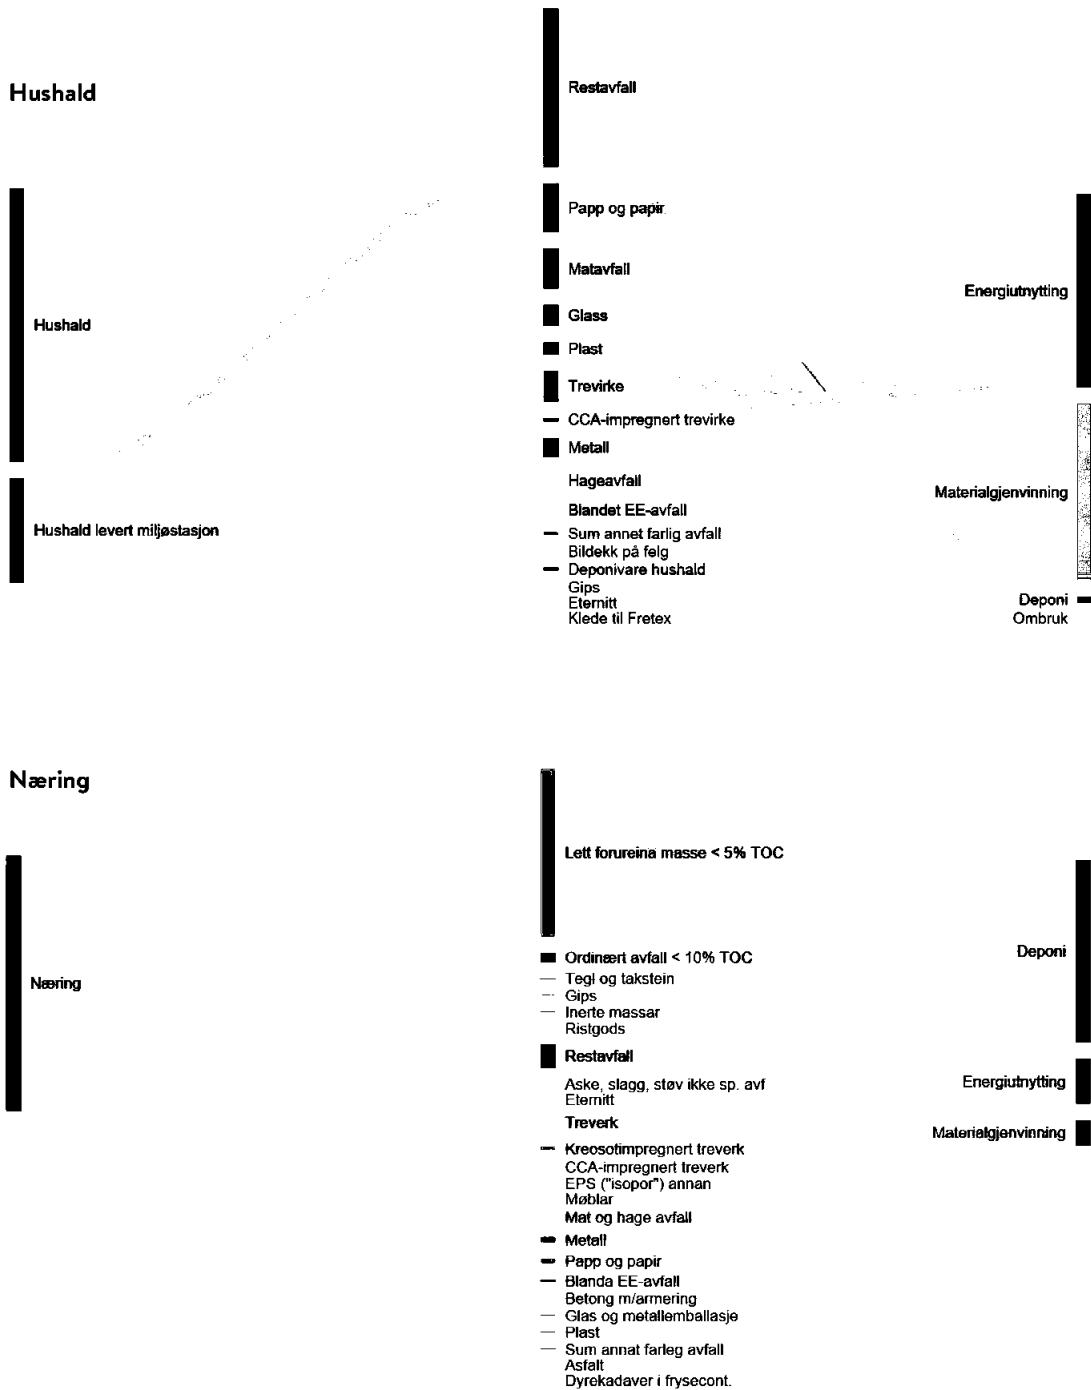 Hushald
Hushald
Hushald levert miljøstasjon
Restavfall
Papp og papir
Matavfall
Glass
Plast
Trevirke
CCA-impregnert trevirke
Metall
Hageavfall
Blandet EE-avfall
Sum annet farlig avfall
Bildekk på felg
Deponivare hushald
Gips
Eternitt
Klede til Fretex
Energiutnytting
Materialgjenvinning
Deponi
Ombruk
Næring
Næring
Lett forureina masse < 5% TOC
Ordinært avfall < 10% TOC
Tegl og takstein
Gips
Inerte massar
Ristgods
Restavfall
Aske, slagg, støv ikke sp. avf
Eternitt
Treverk
Kreosotimpregnert treverk
CCA-impregnert treverk
EPS ("isopor") annan
Møblar
Mat og hage avfall
Metall
Papp og papir
Blanda EE-avfall
Betong m/armering
Glas og metallemballasje
Plast
Sum annat farleg avfall
Asfalt
Dyrekadaver i frysecont.
Deponi
Energiutnytting
Materialgjenvinning